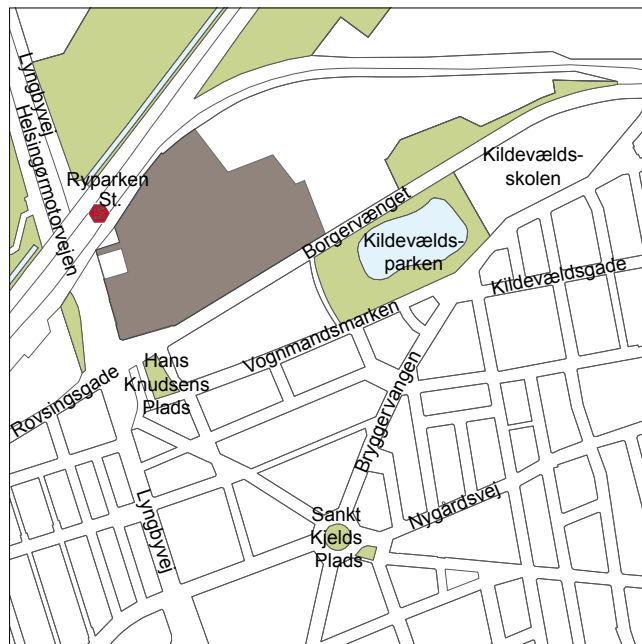 Lyngbyvej
Helsingørmotorvejen
Ryparken
St.
Kildevælds-
skolen
Borgervænget
Kildevælds-
parken
Kildevældsgade
Vognmandsmarken
Hans
Knudsens
Plads
Rovsingsgade
Bryggervangen
Lyngbyvej
Sankt
Kjelds
Plads
Nygårdsvej